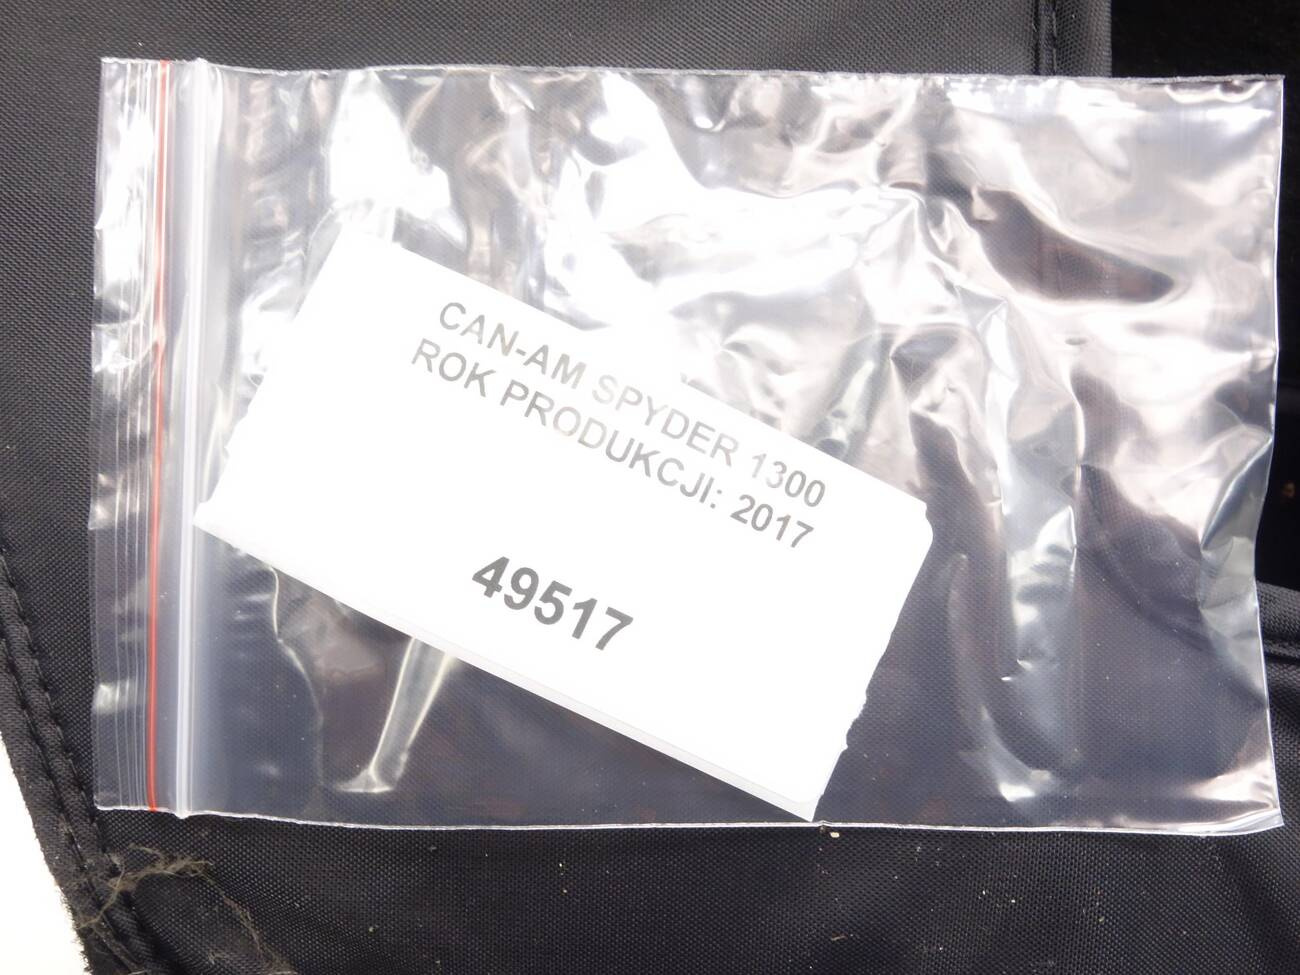 CAN-AM SPYDER 1300
ROK PRODUKCJI: 2017
49517